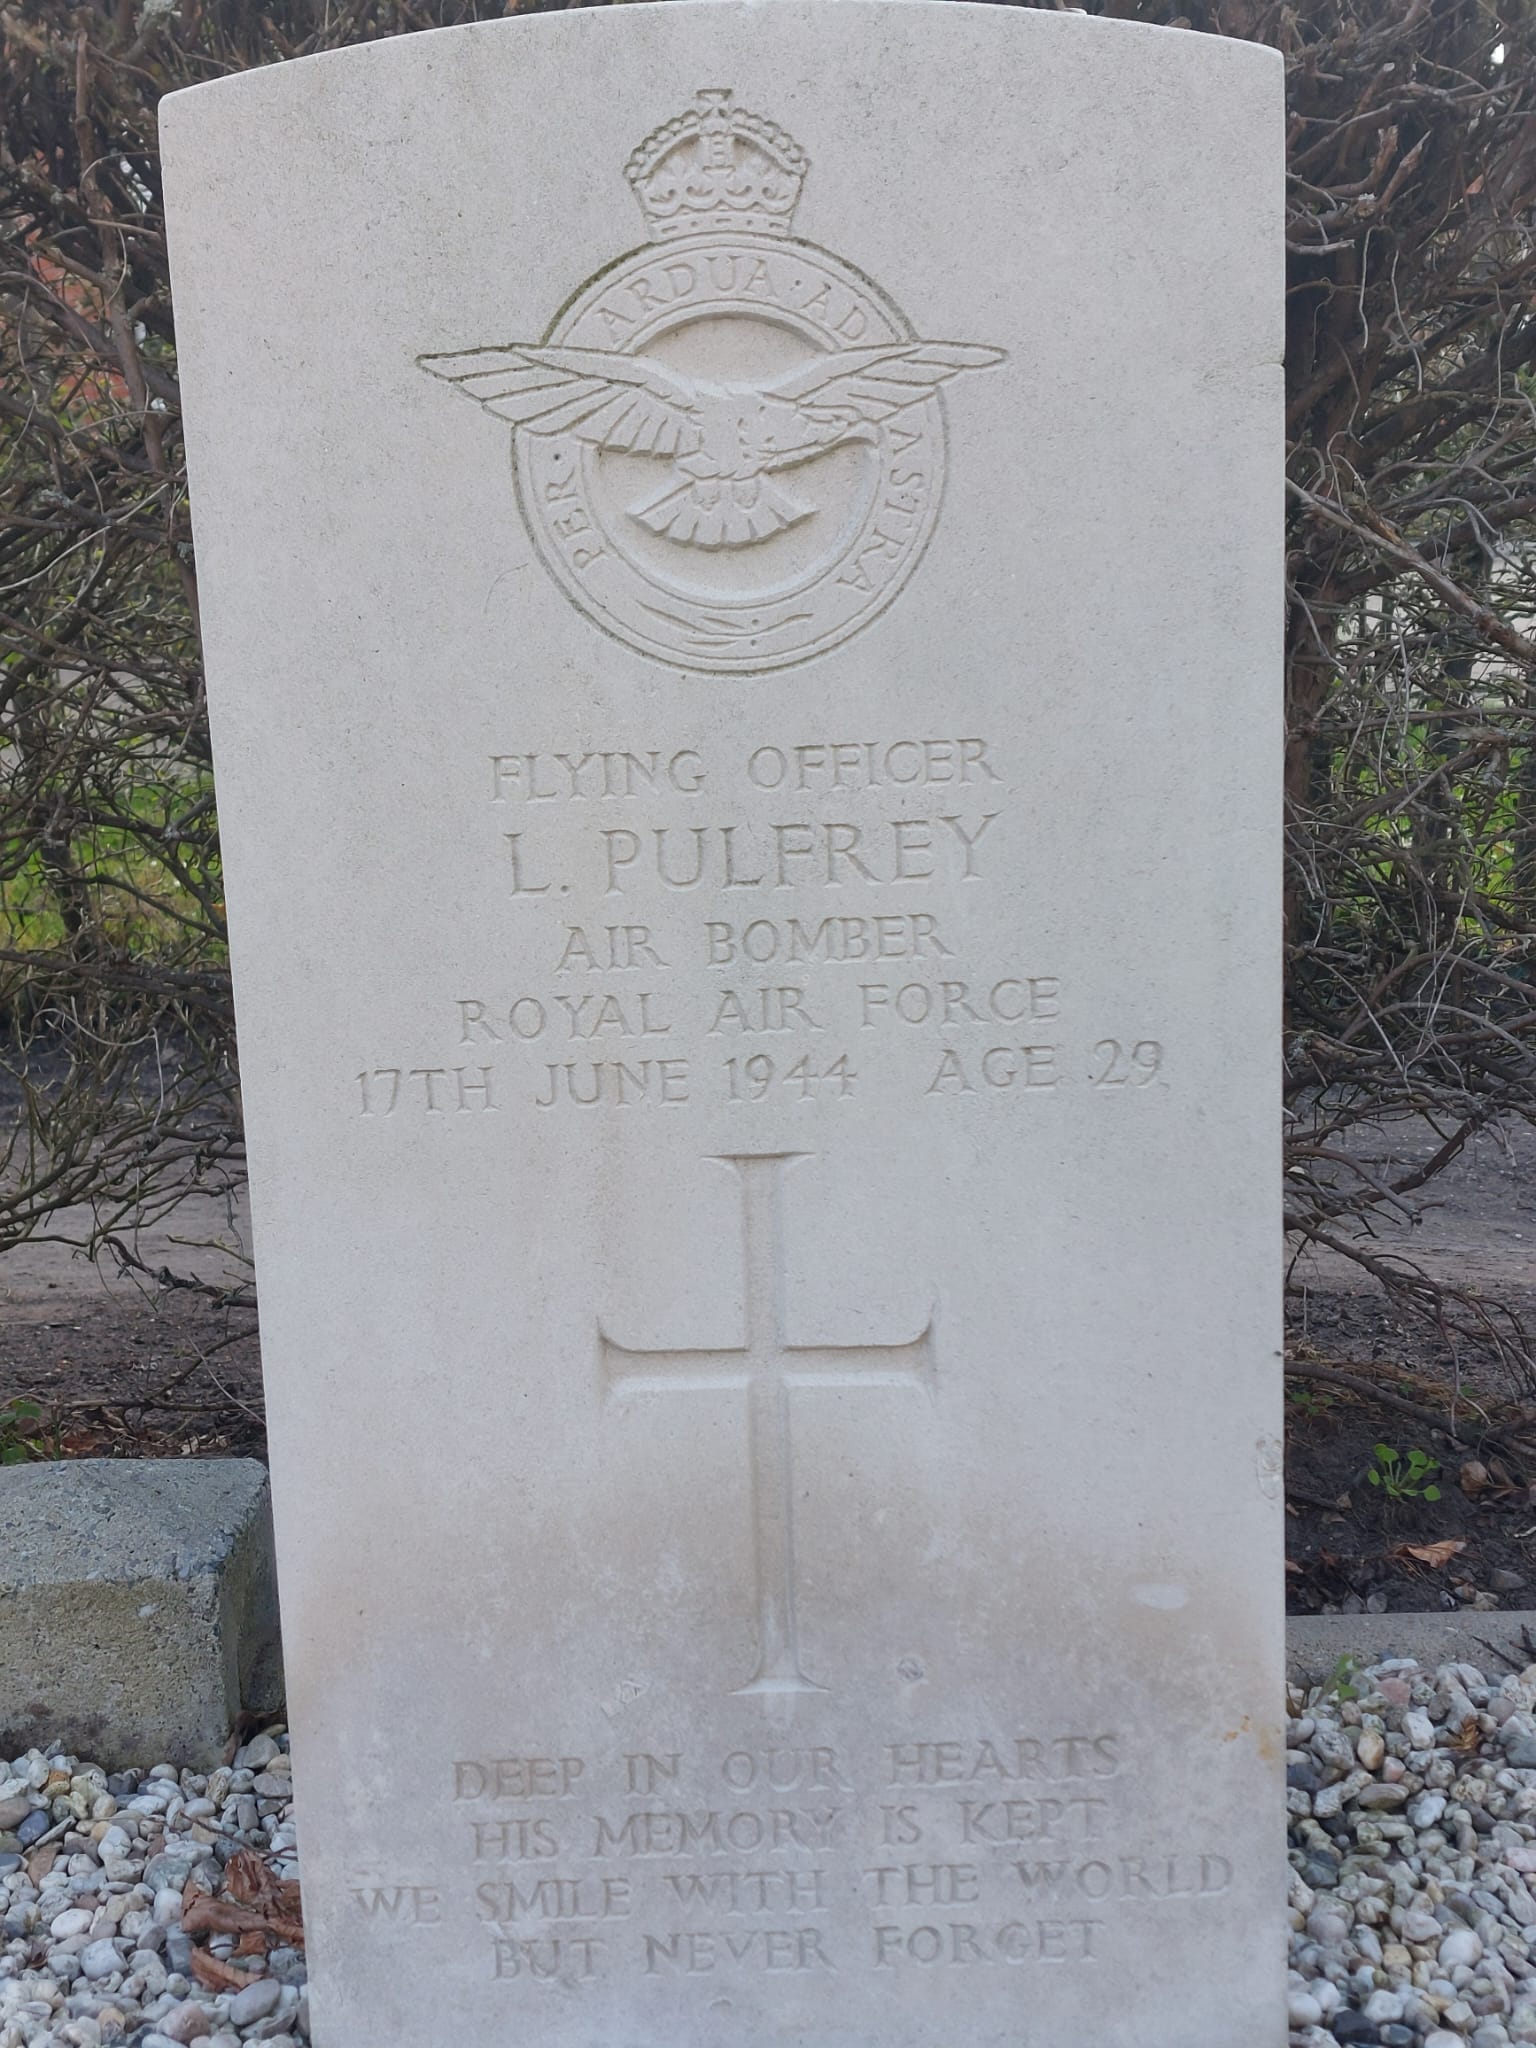 PER · ARDUA · AD ASTRA
FLYING OFFICER
L. PULFREY
AIR BOMBER
ROYAL AIR FORCE
17TH JUNE 1944 AGE 29
DEEP IN OUR HEARTS
HIS MEMORY IS KEPT
WE SMILE WITH THE WORLD
BUT NEVER FORGET